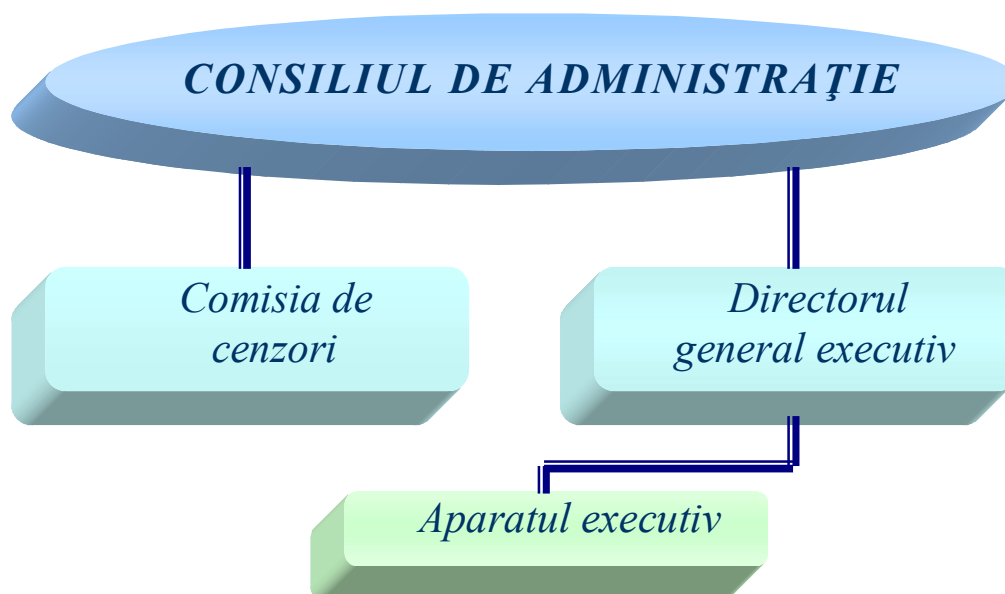 CONSILIUL DE ADMINISTRAŢIE
Comisia de
cenzori
Directorul
general executiv
Aparatul executiv